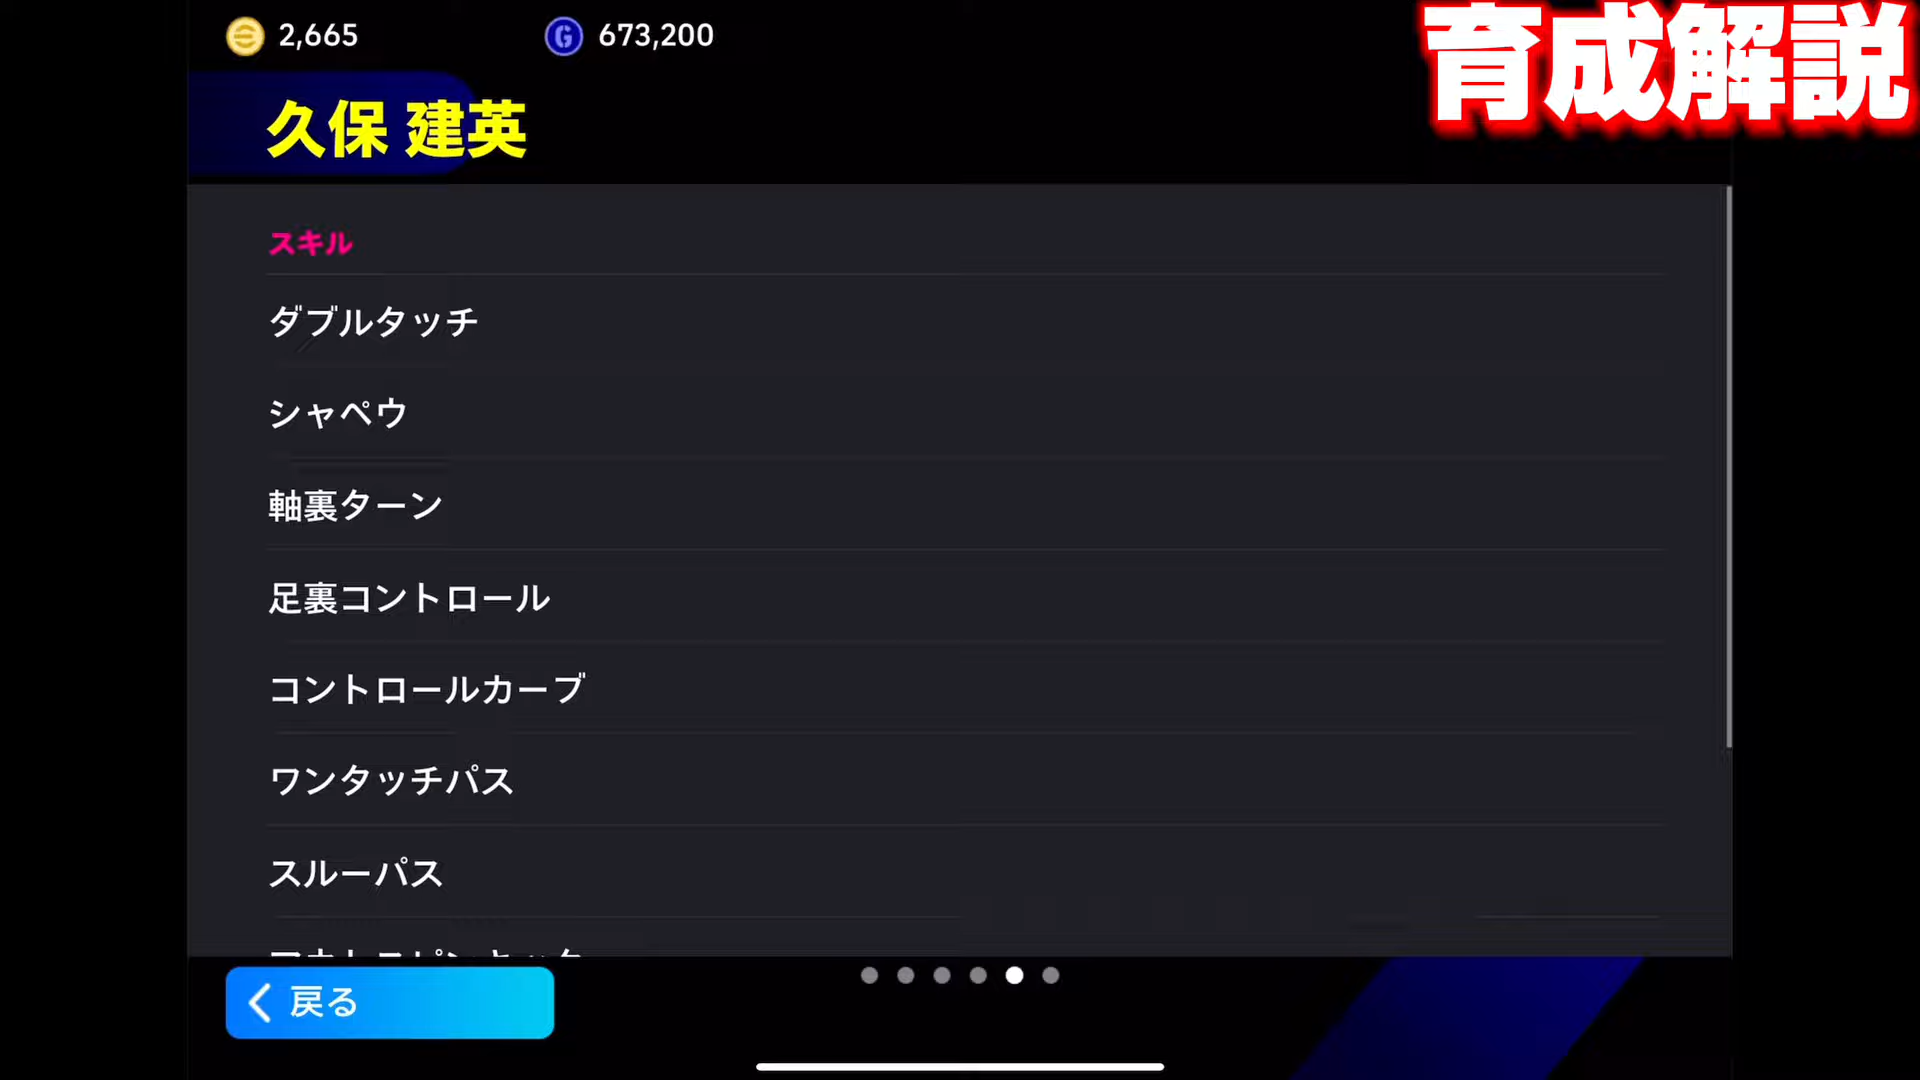 2,665
673,200
育成解説
久保 建英
スキル
ダブルタッチ
シャペウ
軸裏ターン
足裏コントロール
コントロールカーブ
ワンタッチパス
スルーパス
戻る